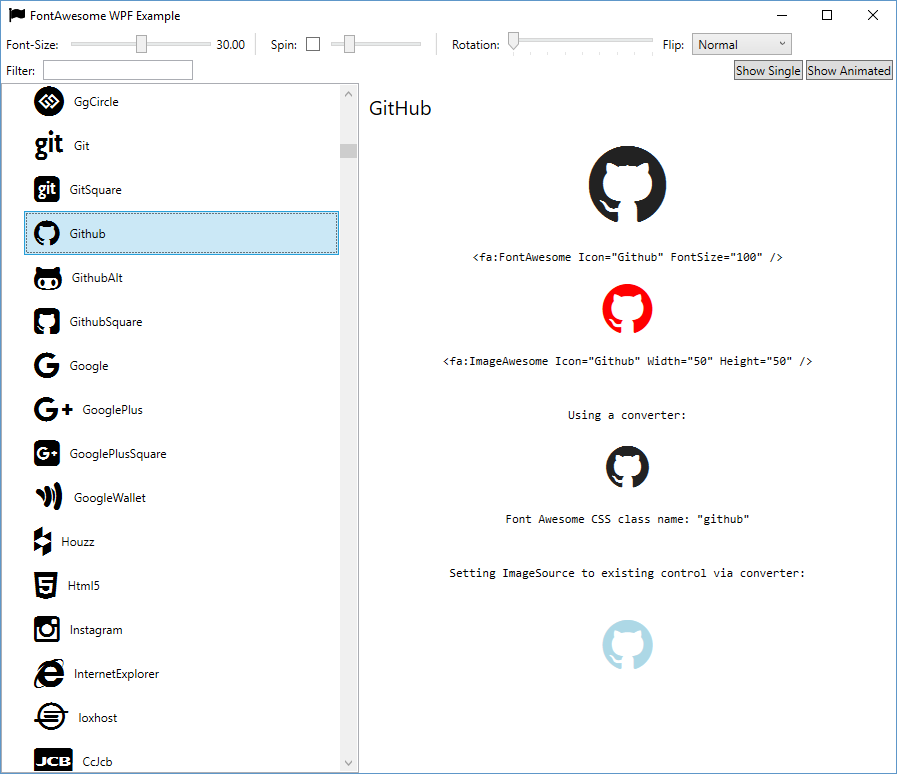 FontAwesome WPF Example
Font-Size: 30.00 Spin: Rotation: Flip: Normal
Filter: Show Single Show Animated
GgCircle
git Git
git GitSquare
Github
GithubAlt
GithubSquare
Google
G+ GooglePlus
G+ GooglePlusSquare
GoogleWallet
Houzz
5 Html5
Instagram
InternetExplorer
Ioxhost
JCB CcJcb
GitHub
<fa:FontAwesome Icon="Github" FontSize="100" />
<fa:ImageAwesome Icon="Github" Width="50" Height="50" />
Using a converter:
Font Awesome CSS class name: "github"
Setting ImageSource to existing control via converter: